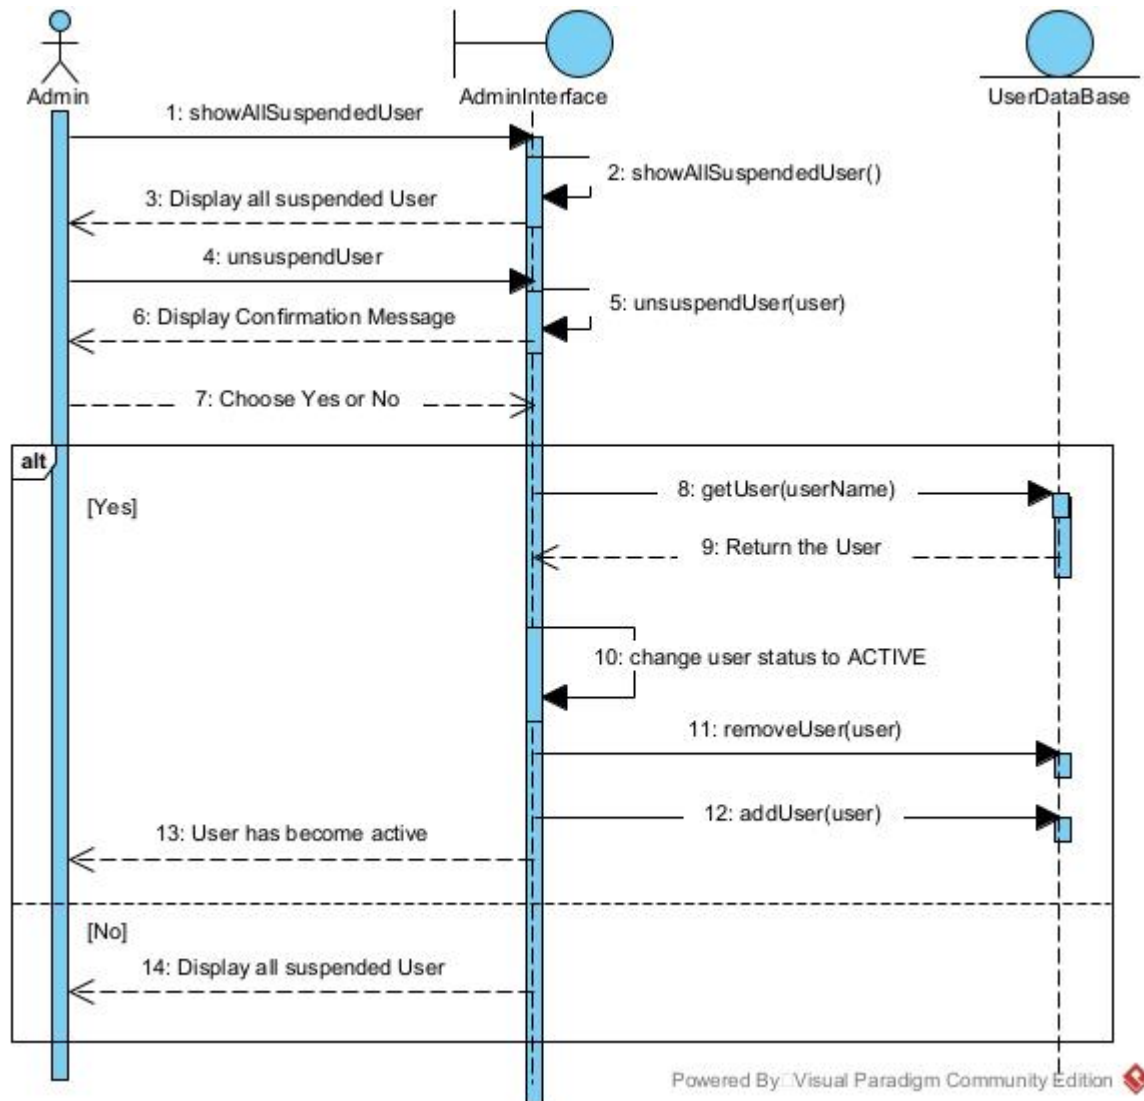 Admin
AdminInterface
UserDataBase
1: showAllSuspendedUser
2: showAllSuspendedUser()
3: Display all suspended User
4: unsuspendUser
5: unsuspendUser(user)
6: Display Confirmation Message
7: Choose Yes or No
alt
[Yes]
8: getUser(userName)
9: Return the User
10: change user status to ACTIVE
11: removeUser(user)
12: addUser(user)
13: User has become active
[No]
14: Display all suspended User
Powered By Visual Paradigm Community Edition